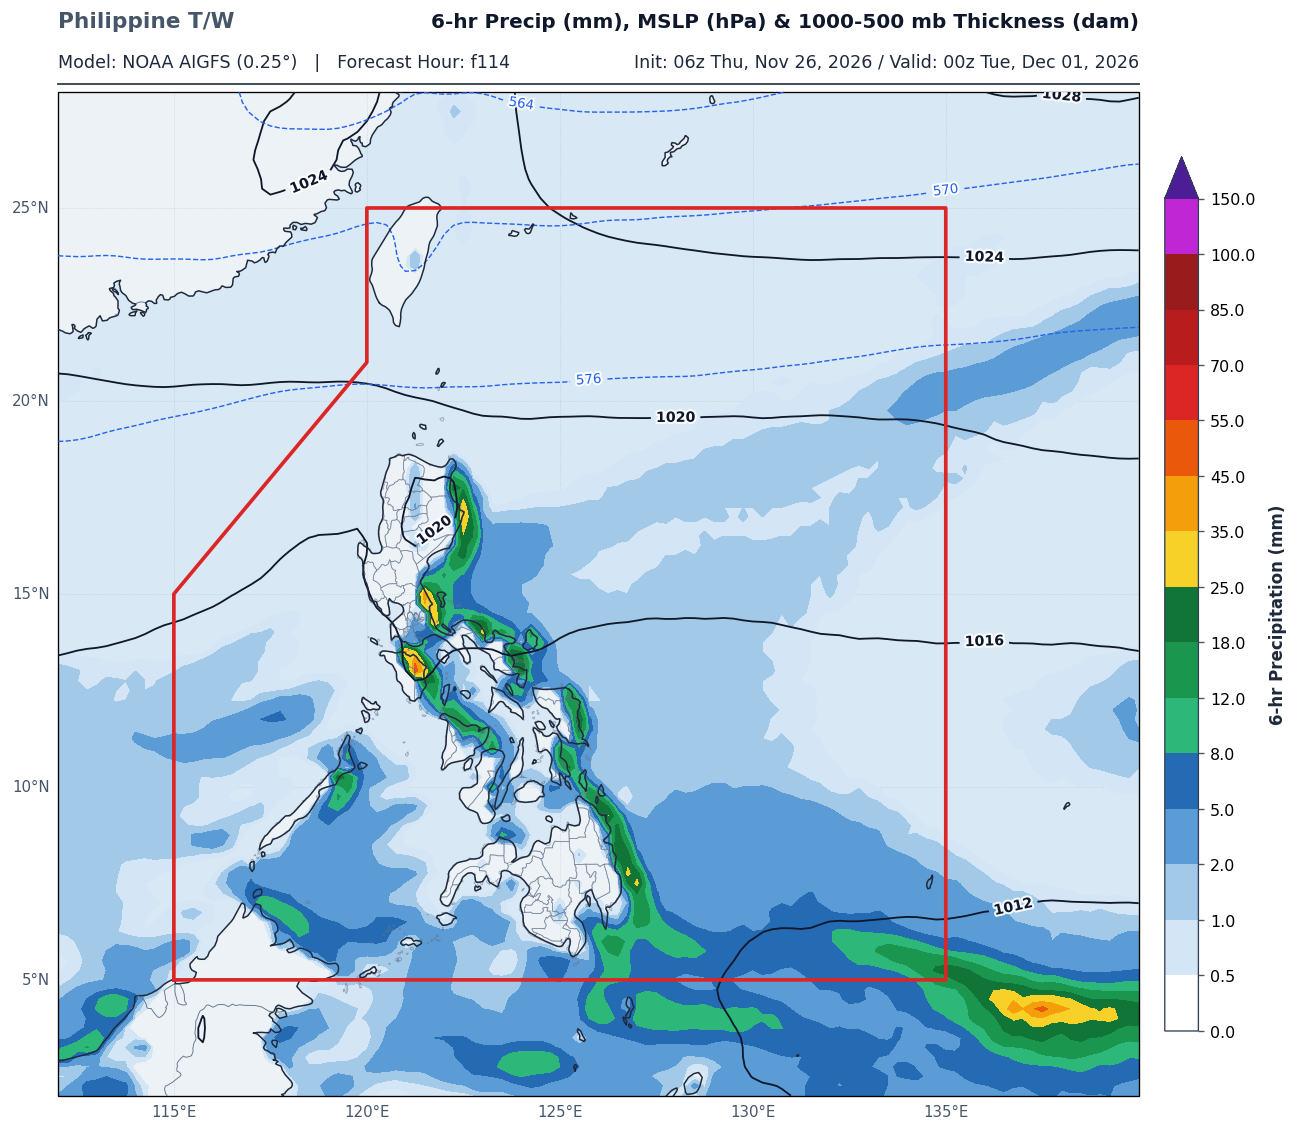 Philippine T/W
6-hr Precip (mm), MSLP (hPa) & 1000-500 mb Thickness (dam)
Model: NOAA AIGFS (0.25°) | Forecast Hour: f114
Init: 06z Thu, Nov 26, 2026 / Valid: 00z Tue, Dec 01, 2026
564
1028
1024
570
25°N
1024
576
20°N
1020
1020
15°N
1016
10°N
1012
5°N
115°E
120°E
125°E
130°E
135°E
150.0
100.0
85.0
70.0
55.0
45.0
35.0
25.0
18.0
12.0
8.0
5.0
2.0
1.0
0.5
0.0
6-hr Precipitation (mm)